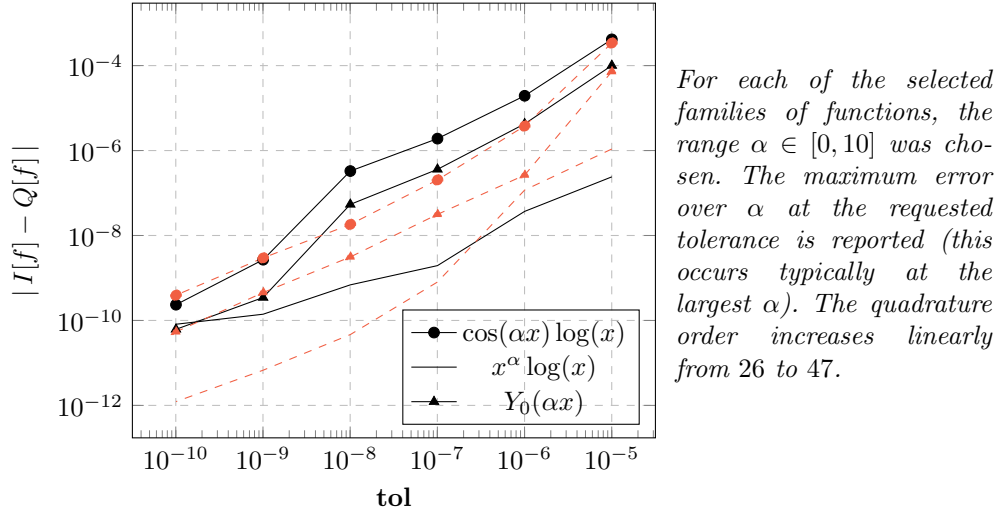 10⁻⁴
10⁻⁶
10⁻⁸
10⁻¹⁰
10⁻¹²
|I[f] − Q[f]|
cos(αx) log(x)
x^α log(x)
Y₀(αx)
10⁻¹⁰ 10⁻⁹ 10⁻⁸ 10⁻⁷ 10⁻⁶ 10⁻⁵
tol
For each of the selected
families of functions, the
range α ∈ [0, 10] was cho-
sen. The maximum error
over α at the requested
tolerance is reported (this
occurs typically at the
largest α). The quadrature
order increases linearly
from 26 to 47.